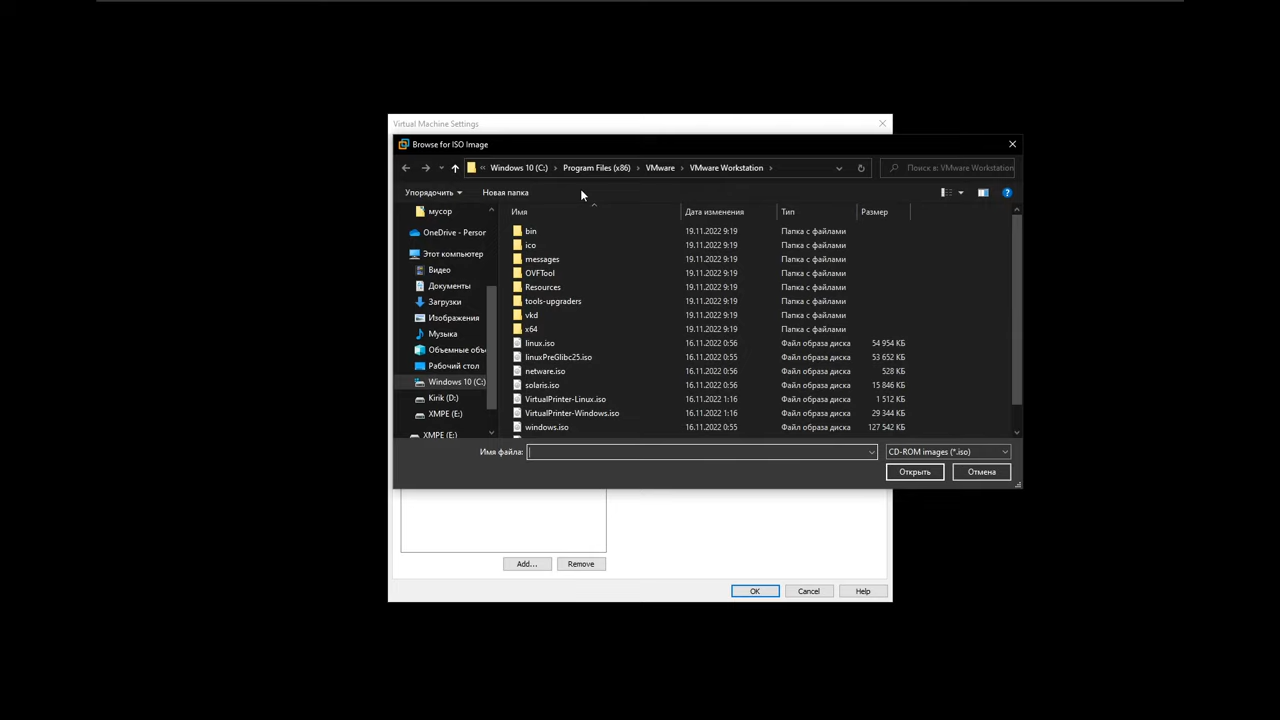 Virtual Machine Settings
Browse for ISO Image
« Windows 10 (C:) › Program Files (x86) › VMware › VMware Workstation ›
Поиск в: VMware Workstation
Упорядочить
Новая папка
мусор
OneDrive - Person
Этот компьютер
Видео
Документы
Загрузки
Изображения
Музыка
Объемные объ
Рабочий стол
Windows 10 (C:)
Kirik (D:)
XMPE (E:)
XMPE (E:)
Имя Дата изменения Тип Размер
bin 19.11.2022 9:19 Папка с файлами
ico 19.11.2022 9:19 Папка с файлами
messages 19.11.2022 9:19 Папка с файлами
OVFTool 19.11.2022 9:19 Папка с файлами
Resources 19.11.2022 9:19 Папка с файлами
tools-upgraders 19.11.2022 9:19 Папка с файлами
vkd 19.11.2022 9:19 Папка с файлами
x64 19.11.2022 9:19 Папка с файлами
linux.iso 16.11.2022 0:56 Файл образа диска 54 954 КБ
linuxPreGlibc25.iso 16.11.2022 0:55 Файл образа диска 53 652 КБ
netware.iso 16.11.2022 0:56 Файл образа диска 528 КБ
solaris.iso 16.11.2022 0:56 Файл образа диска 15 846 КБ
VirtualPrinter-Linux.iso 16.11.2022 1:16 Файл образа диска 1 512 КБ
VirtualPrinter-Windows.iso 16.11.2022 1:16 Файл образа диска 29 344 КБ
windows.iso 16.11.2022 0:55 Файл образа диска 127 542 КБ
Имя файла:
CD-ROM images (*.iso)
Открыть
Отмена
Add...
Remove
OK
Cancel
Help